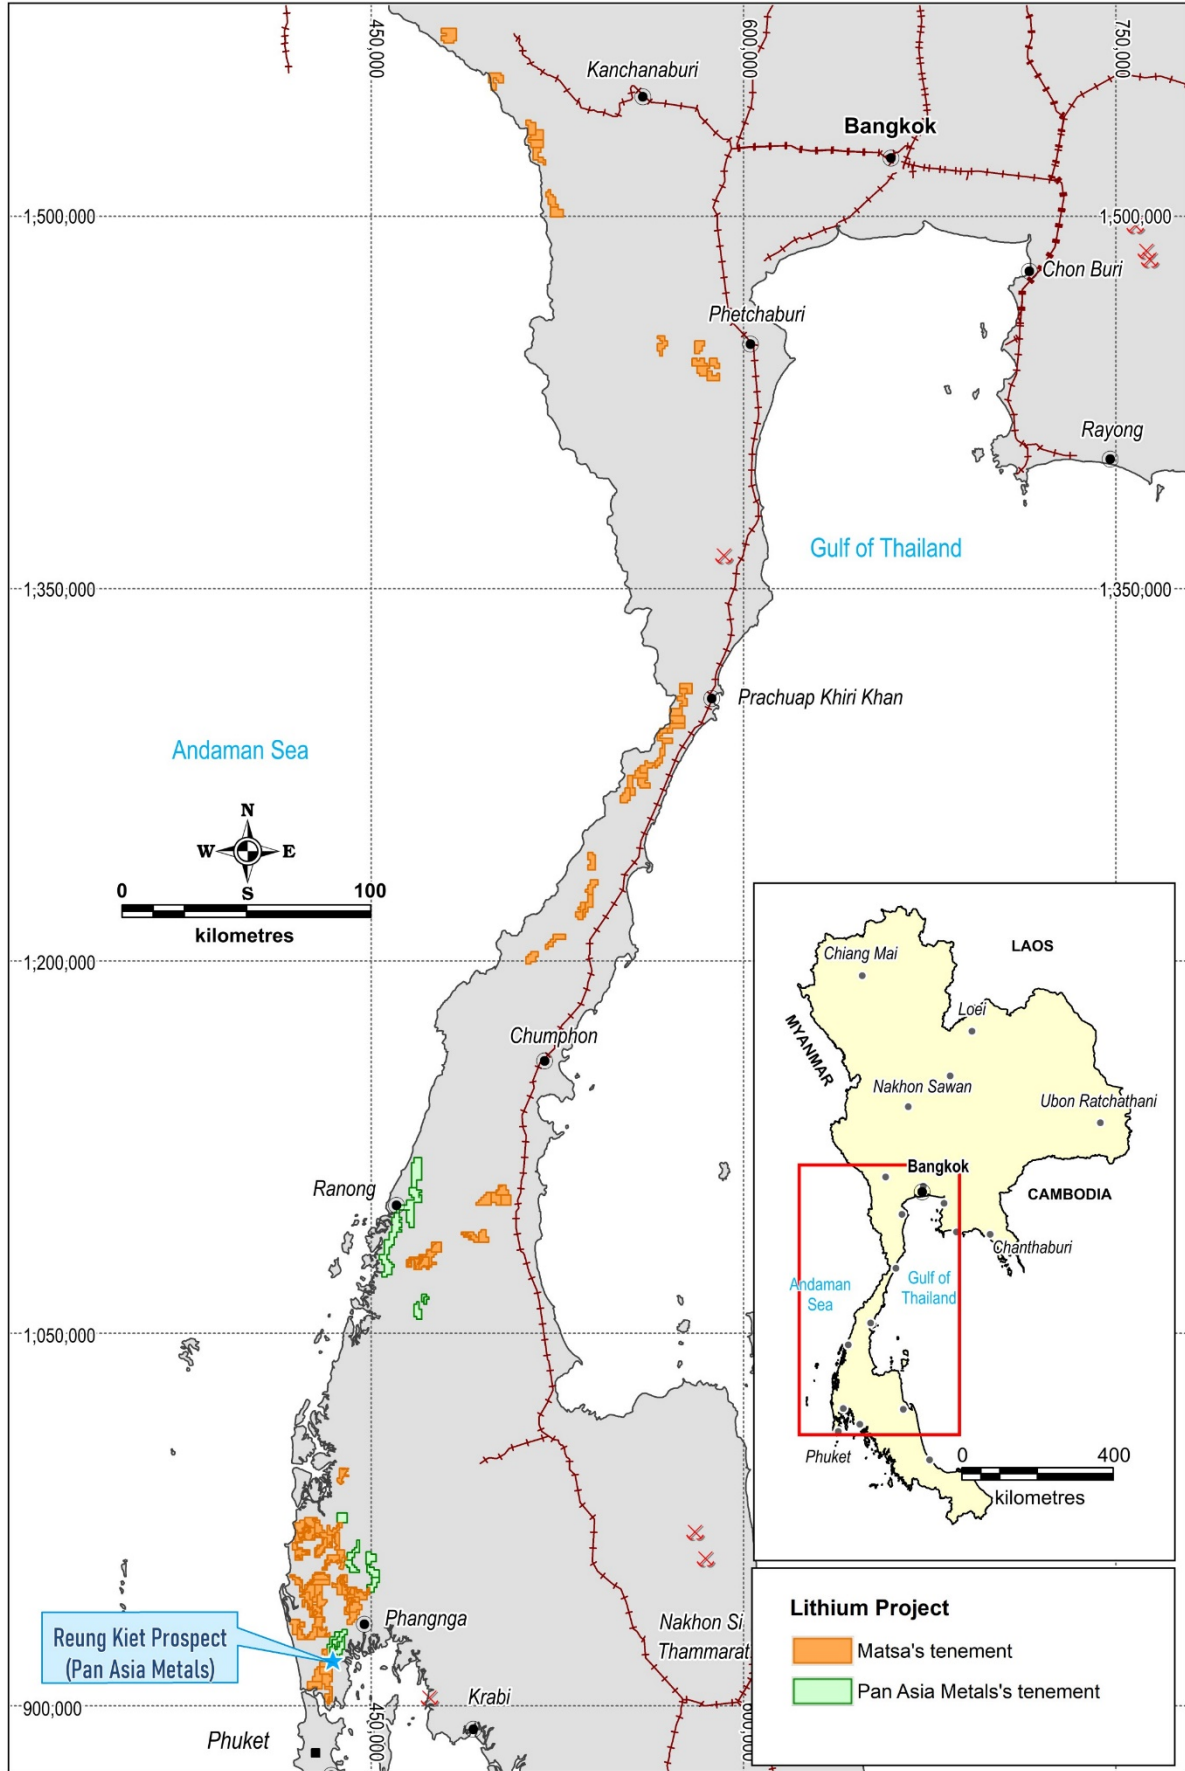 450,000
600,000
750,000
Kanchanaburi
Bangkok
1,500,000
1,500,000
Chon Buri
Phetchaburi
Rayong
Gulf of Thailand
1,350,000
1,350,000
Prachuap Khiri Khan
Andaman Sea
N
W
E
S
0
100
kilometres
1,200,000
Chumphon
Ranong
1,050,000
Reung Kiet Prospect
(Pan Asia Metals)
Phangnga
Nakhon Si
Thammarat
900,000
Krabi
450,000
Phuket
Chiang Mai
LAOS
Loei
MYANMAR
Nakhon Sawan
Ubon Ratchathani
Bangkok
CAMBODIA
Chanthaburi
Andaman
Sea
Gulf of
Thailand
Phuket
0
400
kilometres
Lithium Project
Matsa's tenement
Pan Asia Metals's tenement